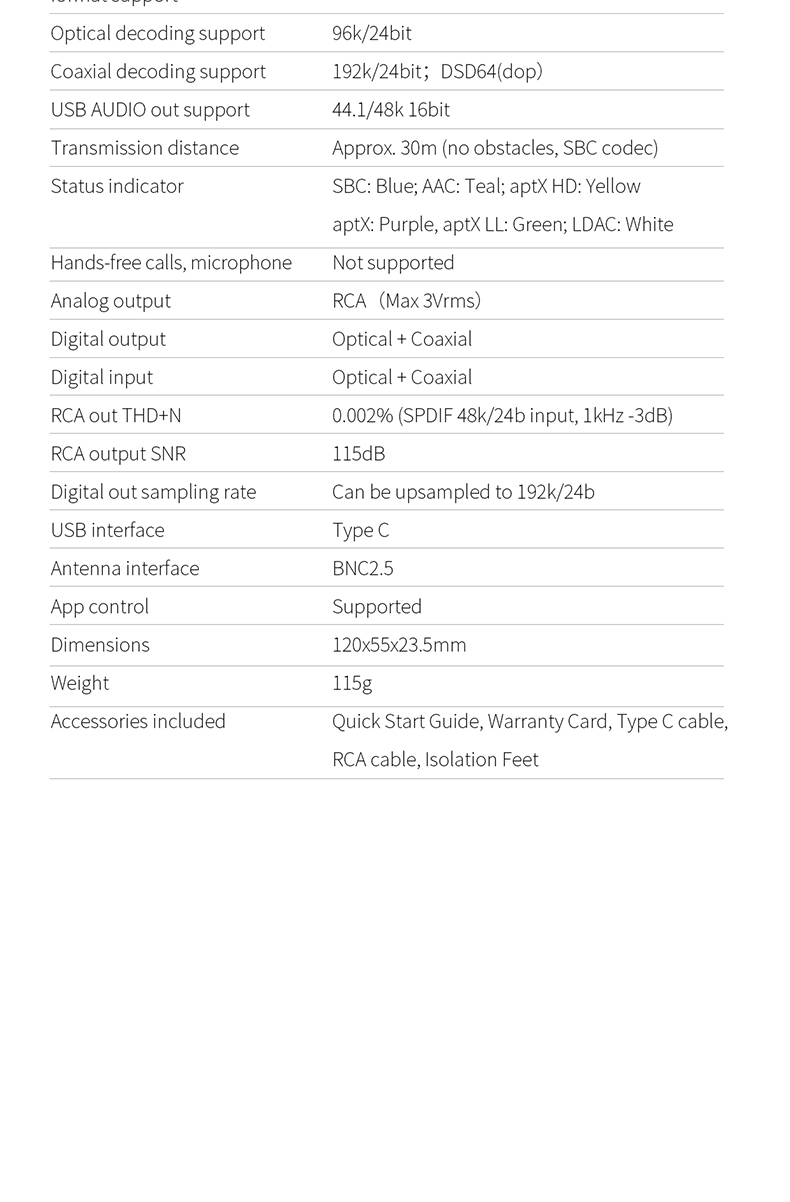 format support
Optical decoding support 96k/24bit
Coaxial decoding support 192k/24bit；DSD64(dop）
USB AUDIO out support 44.1/48k 16bit
Transmission distance Approx. 30m (no obstacles, SBC codec)
Status indicator SBC: Blue; AAC: Teal; aptX HD: Yellow
aptX: Purple, aptX LL: Green; LDAC: White
Hands-free calls, microphone Not supported
Analog output RCA（Max 3Vrms）
Digital output Optical + Coaxial
Digital input Optical + Coaxial
RCA out THD+N 0.002% (SPDIF 48k/24b input, 1kHz -3dB)
RCA output SNR 115dB
Digital out sampling rate Can be upsampled to 192k/24b
USB interface Type C
Antenna interface BNC2.5
App control Supported
Dimensions 120x55x23.5mm
Weight 115g
Accessories included Quick Start Guide, Warranty Card, Type C cable,
RCA cable, Isolation Feet